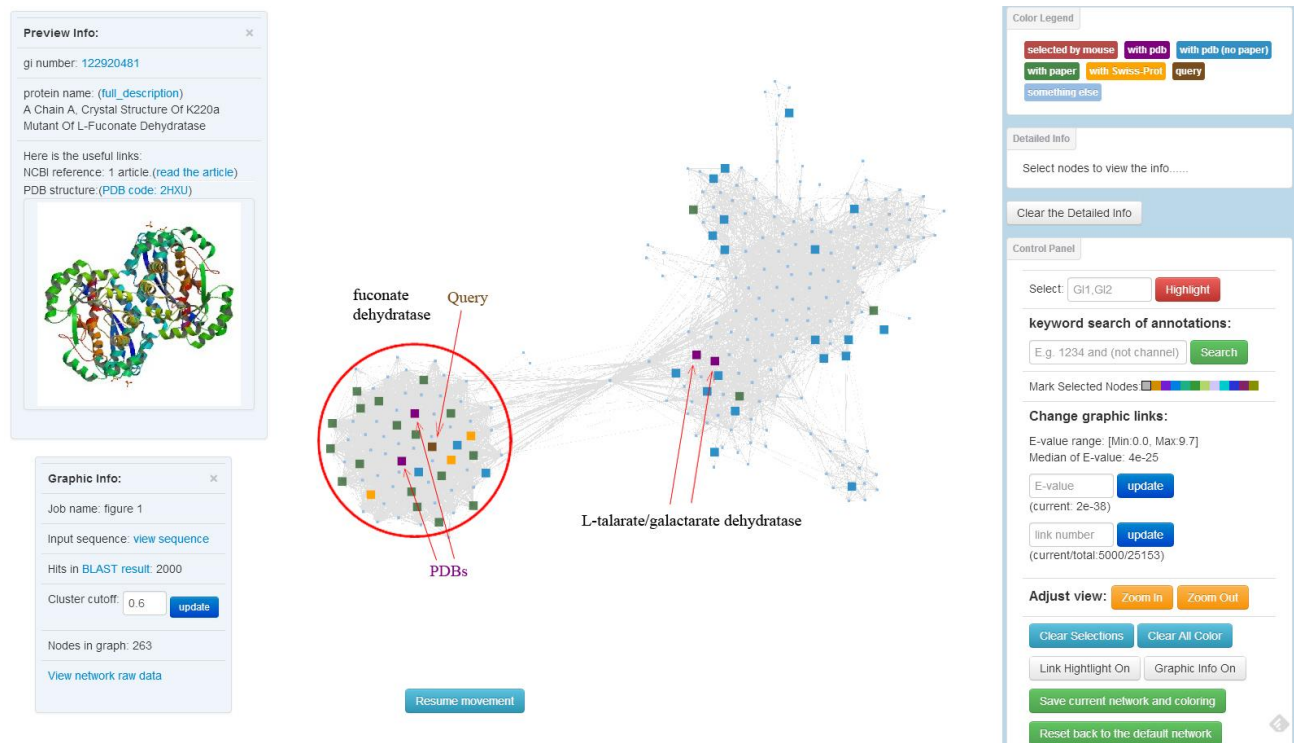 Preview Info: ×
gi number: 122920481
protein name: (full_description)
A Chain A, Crystal Structure Of K220a
Mutant Of L-Fuconate Dehydratase
Here is the useful links:
NCBI reference: 1 article.(read the article)
PDB structure:(PDB code: 2HXU)
Graphic Info: ×
Job name: figure 1
Input sequence: view sequence
Hits in BLAST result: 2000
Cluster cutoff: 0.6 update
Nodes in graph: 263
View network raw data
fuconate
dehydratase
Query
PDBs
L-talarate/galactarate dehydratase
Resume movement
Color Legend
selected by mouse with pdb with pdb (no paper)
with paper with Swiss-Prot query
something else
Detailed Info
Select nodes to view the info......
Clear the Detailed Info
Control Panel
Select: GI1,GI2 Highlight
keyword search of annotations:
E.g. 1234 and (not channel) Search
Mark Selected Nodes
Change graphic links:
E-value range: [Min:0.0, Max:9.7]
Median of E-value: 4e-25
E-value update
(current: 2e-38)
link number update
(current/total:5000/25153)
Adjust view: Zoom In Zoom Out
Clear Selections Clear All Color
Link Hightlight On Graphic Info On
Save current network and coloring
Reset back to the default network